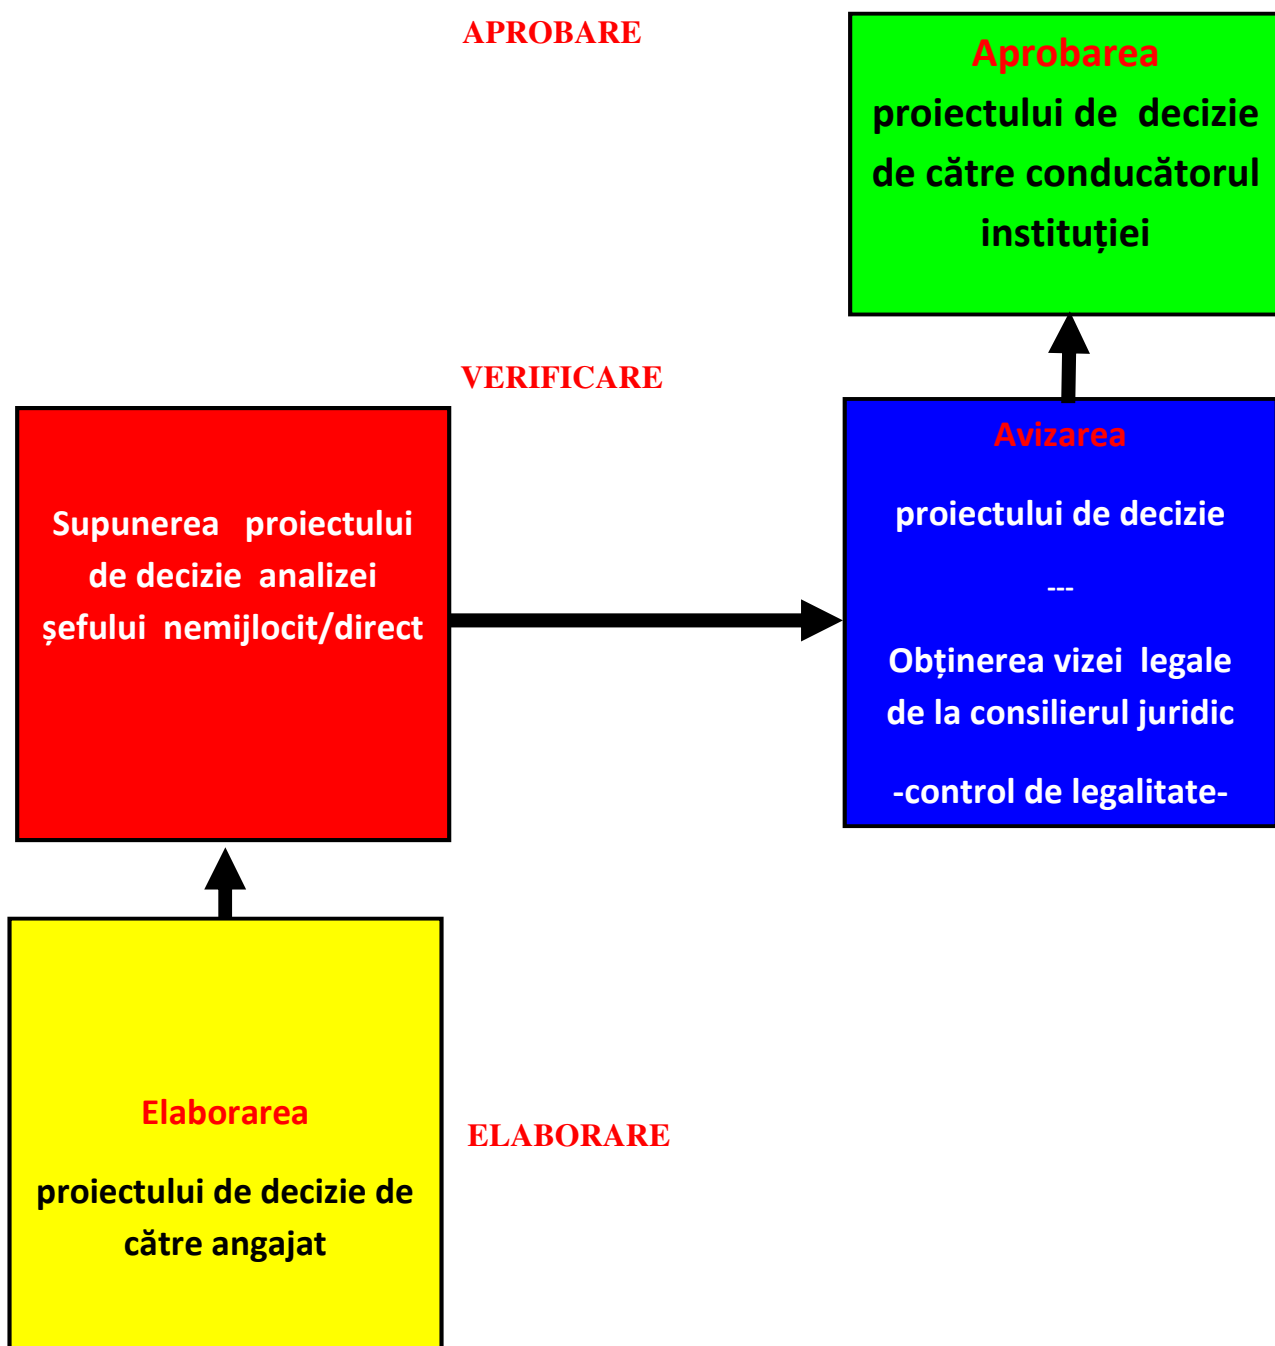 APROBARE
Aprobarea
proiectului de decizie
de către conducătorul
instituției
VERIFICARE
Supunerea proiectului
de decizie analizei
șefului nemijlocit/direct
Avizarea
proiectului de decizie
---
Obținerea vizei legale
de la consilierul juridic
-control de legalitate-
Elaborarea
proiectului de decizie de
către angajat
ELABORARE